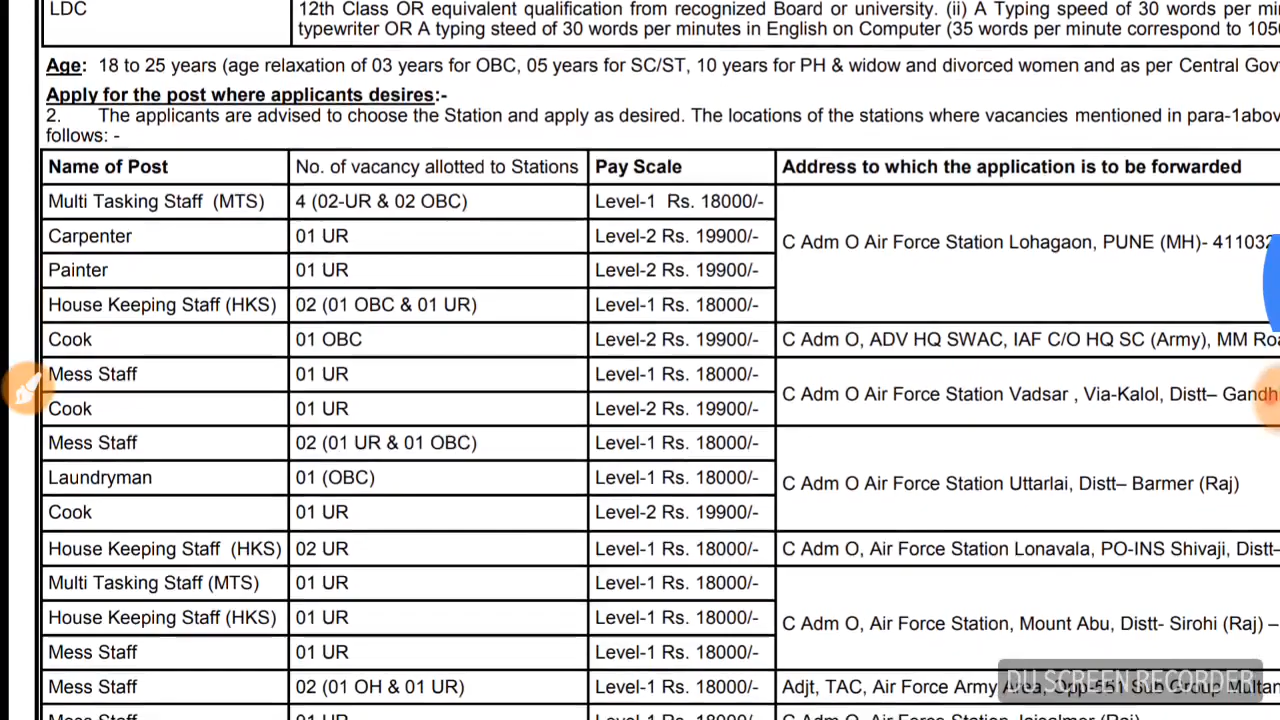 LDC
12th Class OR equivalent qualification from recognized Board or university. (ii) A Typing speed of 30 words per
typewriter OR A typing steed of 30 words per minutes in English on Computer (35 words per minute correspond to
Age: 18 to 25 years (age relaxation of 03 years for OBC, 05 years for SC/ST, 10 years for PH & widow and divorced women and as per Central
Apply for the post where applicants desires:-
2. The applicants are advised to choose the Station and apply as desired. The locations of the stations where vacancies mentioned in para-1abov
follows: -
Name of Post No. of vacancy allotted to Stations Pay Scale Address to which the application is to be forwarded
Multi Tasking Staff (MTS) 4 (02-UR & 02 OBC) Level-1 Rs. 18000/-
Carpenter 01 UR Level-2 Rs. 19900/- C Adm O Air Force Station Lohagaon, PUNE (MH)- 411032
Painter 01 UR Level-2 Rs. 19900/-
House Keeping Staff (HKS) 02 (01 OBC & 01 UR) Level-1 Rs. 18000/-
Cook 01 OBC Level-2 Rs. 19900/- C Adm O, ADV HQ SWAC, IAF C/O HQ SC (Army), MM
Mess Staff 01 UR Level-1 Rs. 18000/-
C Adm O Air Force Station Vadsar , Via-Kalol, Distt– Gandh
Cook 01 UR Level-2 Rs. 19900/-
Mess Staff 02 (01 UR & 01 OBC) Level-1 Rs. 18000/-
Laundryman 01 (OBC) Level-1 Rs. 18000/- C Adm O Air Force Station Uttarlai, Distt– Barmer (Raj)
Cook 01 UR Level-2 Rs. 19900/-
House Keeping Staff (HKS) 02 UR Level-1 Rs. 18000/- C Adm O, Air Force Station Lonavala, PO-INS Shivaji, Distt-
Multi Tasking Staff (MTS) 01 UR Level-1 Rs. 18000/-
House Keeping Staff (HKS) 01 UR Level-1 Rs. 18000/- C Adm O, Air Force Station, Mount Abu, Distt- Sirohi (Raj) –
Mess Staff 01 UR Level-1 Rs. 18000/-
Mess Staff 02 (01 OH & 01 UR) Level-1 Rs. 18000/- Adjt, TAC, Air Force Army Area, Opp-551 Sub Group Multan
DU SCREEN RECORDER